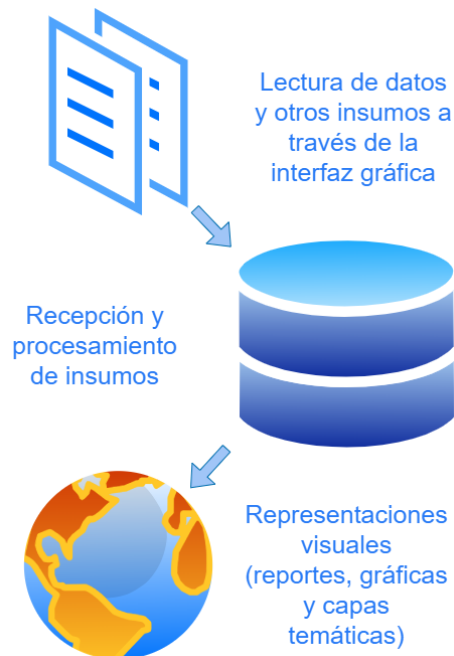 Lectura de datos
y otros insumos a
través de la
interfaz gráfica
Recepción y
procesamiento
de insumos
Representaciones
visuales
(reportes, gráficas
y capas
temáticas)